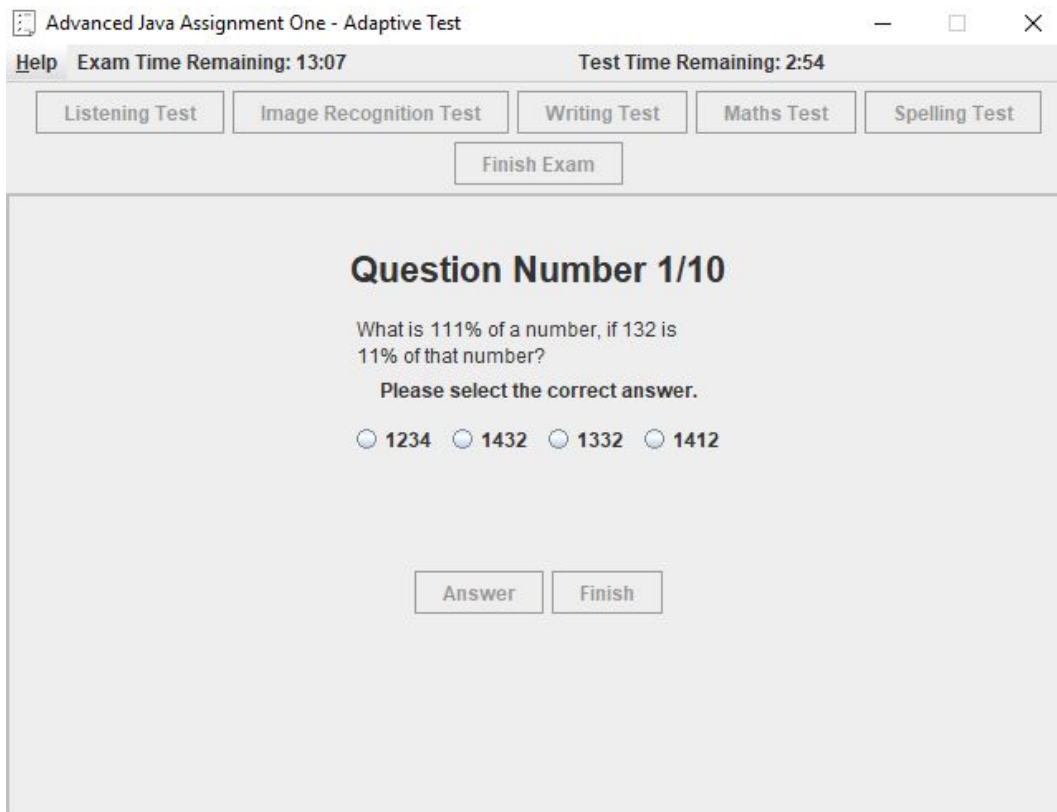 Advanced Java Assignment One - Adaptive Test
Help Exam Time Remaining: 13:07 Test Time Remaining: 2:54
Listening Test Image Recognition Test Writing Test Maths Test Spelling Test
Finish Exam
Question Number 1/10
What is 111% of a number, if 132 is
11% of that number?
Please select the correct answer.
1234 1432 1332 1412
Answer Finish